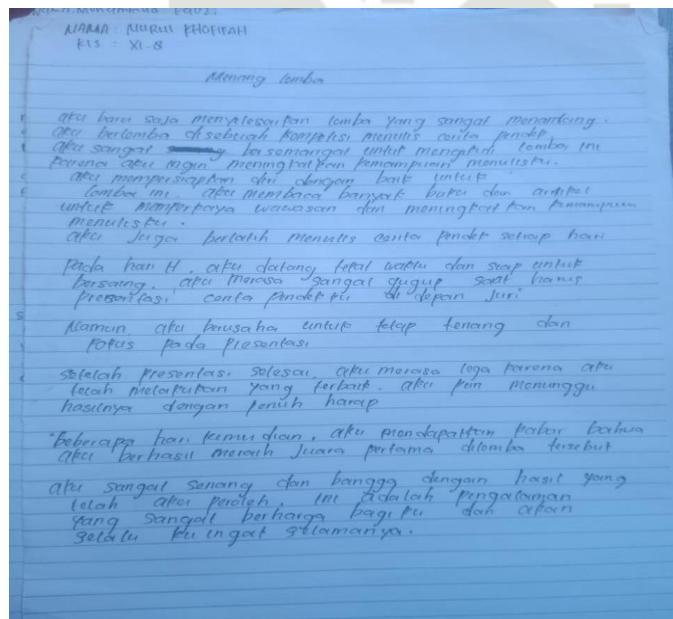 NAMA : NURUL KHOFIFAH
KLS : XI-8
Menang lomba
aku baru saja menyelesaikan lomba yang sangat menantang.
aku berlomba disebuah kompetisi menulis cerita pendek.
aku sangat bersemangat untuk mengikuti lomba ini
karena aku ingin meningkatkan kemampuan menulisku.
aku mempersiapkan diri dengan baik untuk
lomba ini. aku membaca banyak buku dan artikel
untuk memperkaya wawasan dan meningkatkan kemampuan
menulisku.
aku juga berlatih menulis cerita pendek setiap hari
Pada hari H, aku datang tepat waktu dan siap untuk
bersaing. aku merasa sangat gugup saat harus
presentasi cerita pendekku di depan Juri
Namun, aku berusaha untuk tetap tenang dan
Fokus pada Presentasi
setelah presentasi selesai, aku merasa lega karena aku
telah melakukan yang terbaik. aku pun menunggu
hasilnya dengan penuh harap
Beberapa hari kemudian, aku mendapatkan kabar bahwa
aku berhasil meraih Juara pertama dilomba tersebut
aku sangat senang dan bangga dengan hasil yang
telah aku peroleh. ini adalah pengalaman
yang sangat berharga bagi ku dan akan
selalu ku ingat selamanya.